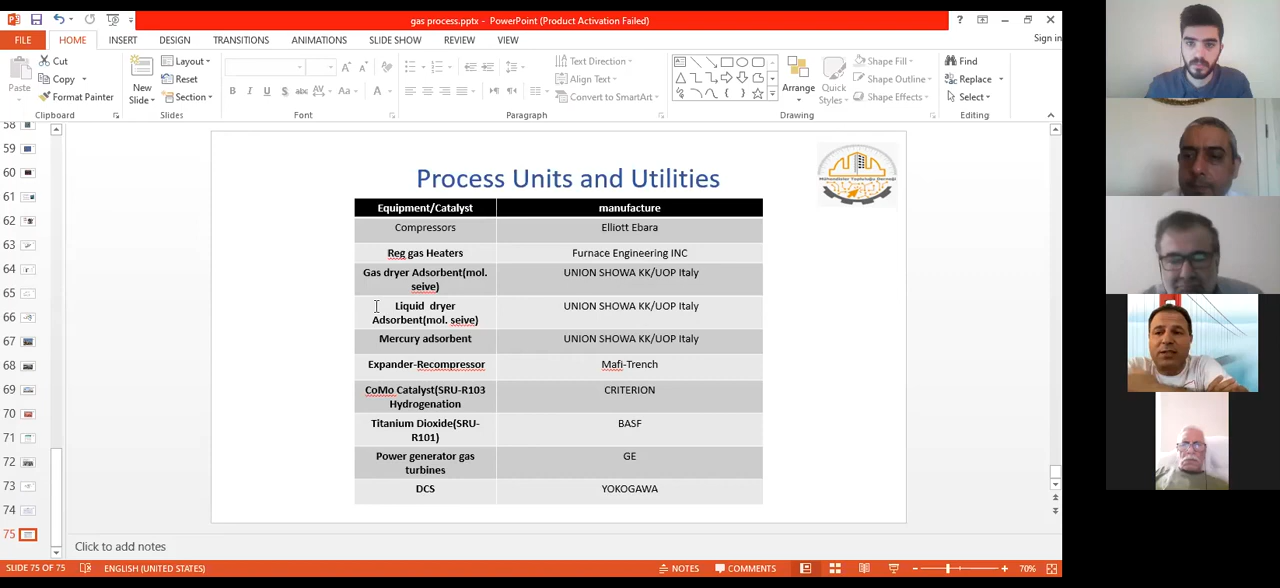 gas process.pptx - PowerPoint (Product Activation Failed)
FILE HOME INSERT DESIGN TRANSITIONS ANIMATIONS SLIDE SHOW REVIEW VIEW Sign in
Paste
Cut
Copy
Format Painter
Clipboard
New Slide
Layout
Reset
Section
Slides
B I U S abc AV Aa A
Font
Text Direction
Align Text
Convert to SmartArt
Paragraph
Arrange
Quick Styles
Shape Fill
Shape Outline
Shape Effects
Drawing
Find
Replace
Select
Editing
58
59
60
61
62
63
64
65
66
67
68
69
70
71
72
73
74
75
Process Units and Utilities
Equipment/Catalyst manufacture
Compressors Elliott Ebara
Reg gas Heaters Furnace Engineering INC
Gas dryer Adsorbent(mol. UNION SHOWA KK/UOP Italy
seive)
Liquid dryer UNION SHOWA KK/UOP Italy
Adsorbent(mol. seive)
Mercury adsorbent UNION SHOWA KK/UOP Italy
Expander-Recompressor Mafi-Trench
CoMo Catalyst(SRU-R103 CRITERION
Hydrogenation
Titanium Dioxide(SRU- BASF
R101)
Power generator gas GE
turbines
DCS YOKOGAWA
Click to add notes
SLIDE 75 OF 75 ENGLISH (UNITED STATES) NOTES COMMENTS 70%